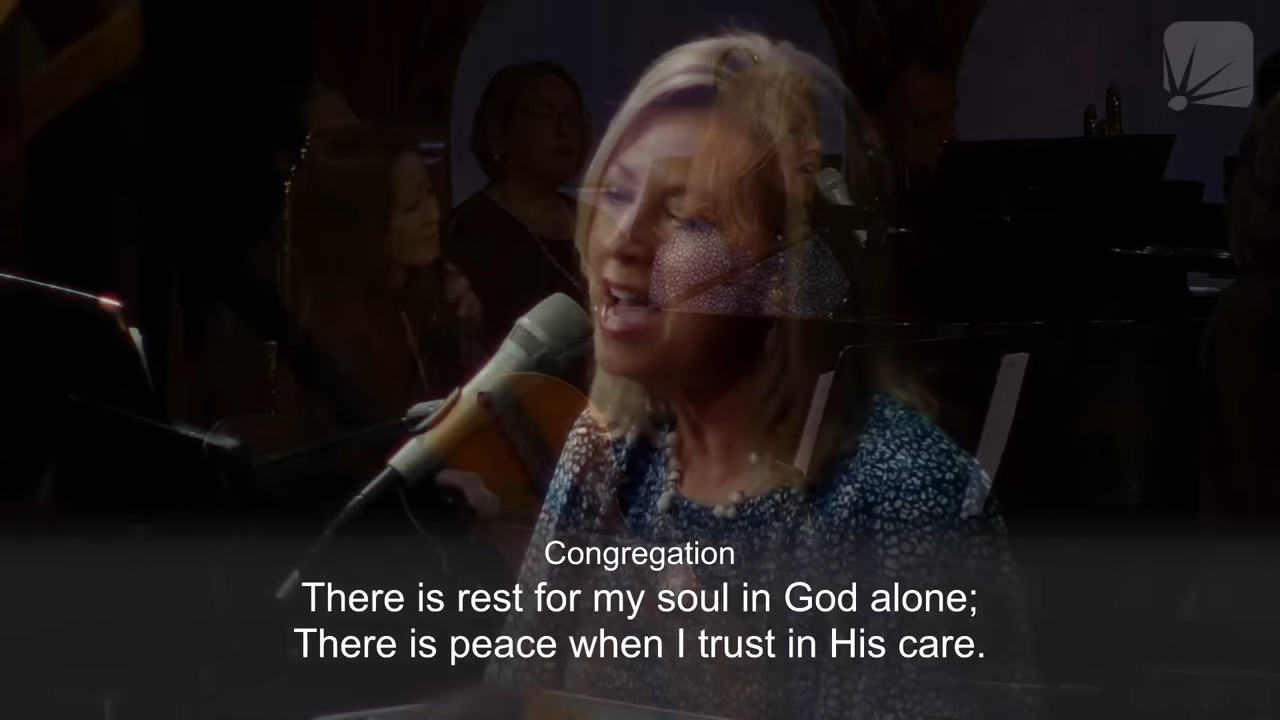 Congregation
There is rest for my soul in God alone;
There is peace when I trust in His care.